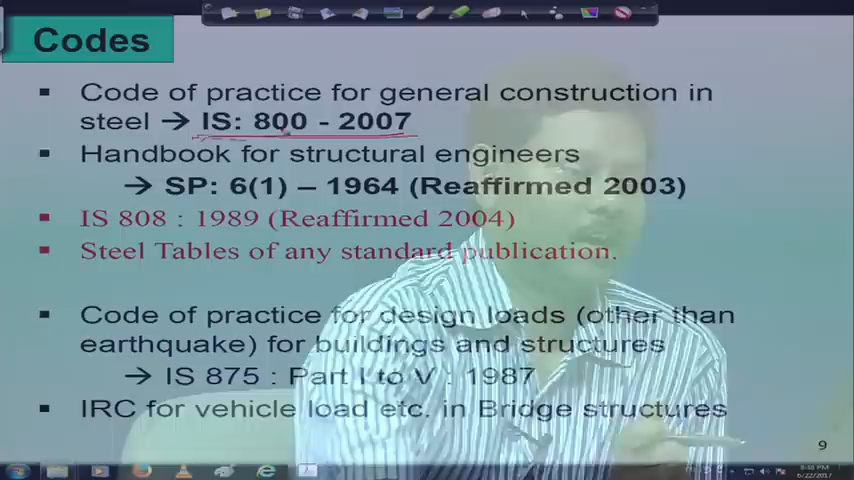 Codes
▪ Code of practice for general construction in
steel → IS: 800 - 2007
▪ Handbook for structural engineers
→ SP: 6(1) – 1964 (Reaffirmed 2003)
▪ IS 808 : 1989 (Reaffirmed 2004)
▪ Steel Tables of any standard publication.
▪ Code of practice for design loads (other than
earthquake) for buildings and structures
→ IS 875 : Part I to V : 1987
▪ IRC for vehicle load etc. in Bridge structures
9
6/22/2017